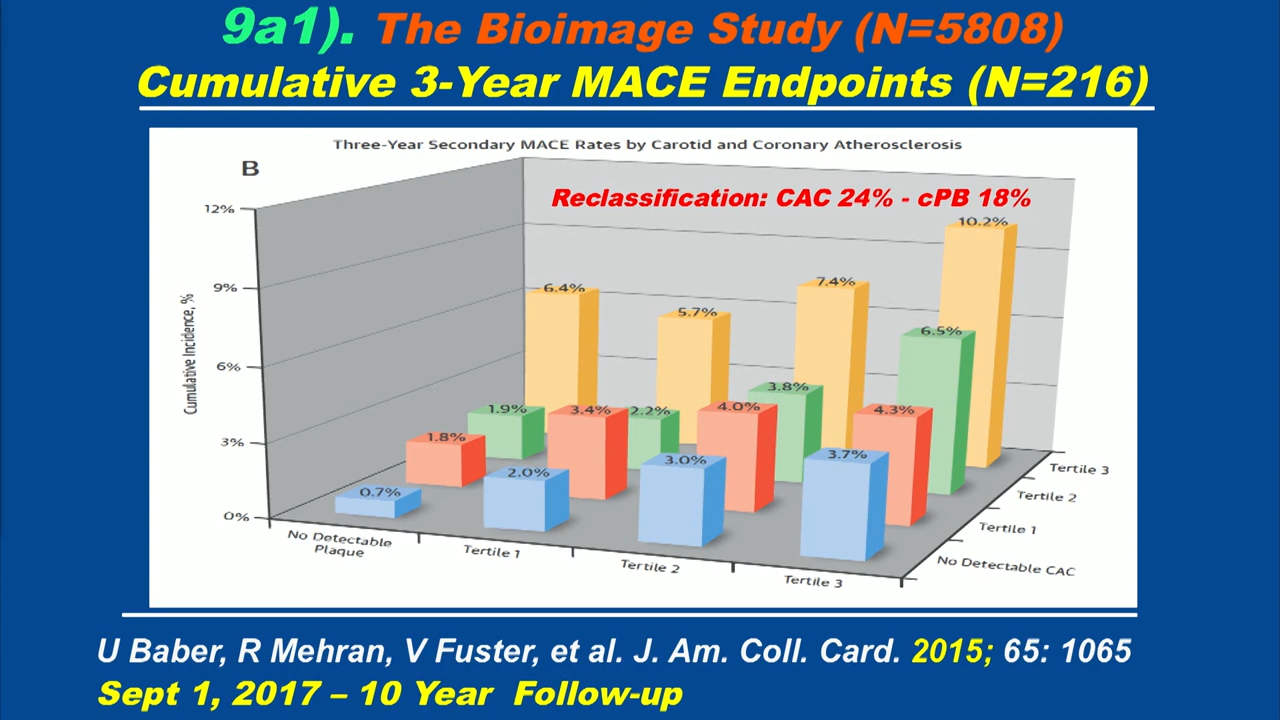 9a1). The Bioimage Study (N=5808)
Cumulative 3-Year MACE Endpoints (N=216)
Three-Year Secondary MACE Rates by Carotid and Coronary Atherosclerosis
B
Reclassification: CAC 24% - cPB 18%
12%
10.2%
9%
6.4%
7.4%
5.7%
Cumulative Incidence, %
6%
6.5%
3.8%
1.9%
3.4%
2.2%
4.0%
4.3%
3%
1.8%
2.0%
3.0%
3.7%
0.7%
0%
Tertile 3
Tertile 2
Tertile 1
No Detectable CAC
No Detectable
Plaque
Tertile 1
Tertile 2
Tertile 3
U Baber, R Mehran, V Fuster, et al. J. Am. Coll. Card. 2015; 65: 1065
Sept 1, 2017 – 10 Year Follow-up